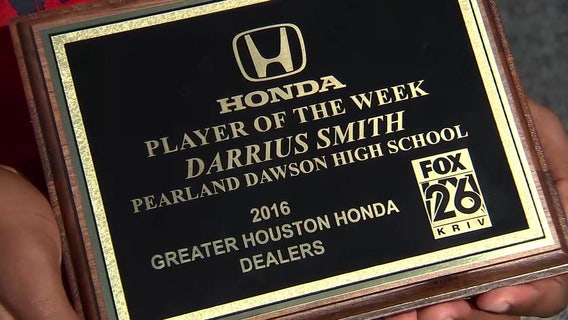 HONDA
PLAYER OF THE WEEK
DARRIUS SMITH
PEARLAND DAWSON HIGH SCHOOL
2016
GREATER HOUSTON HONDA
DEALERS
FOX
26
KRIV